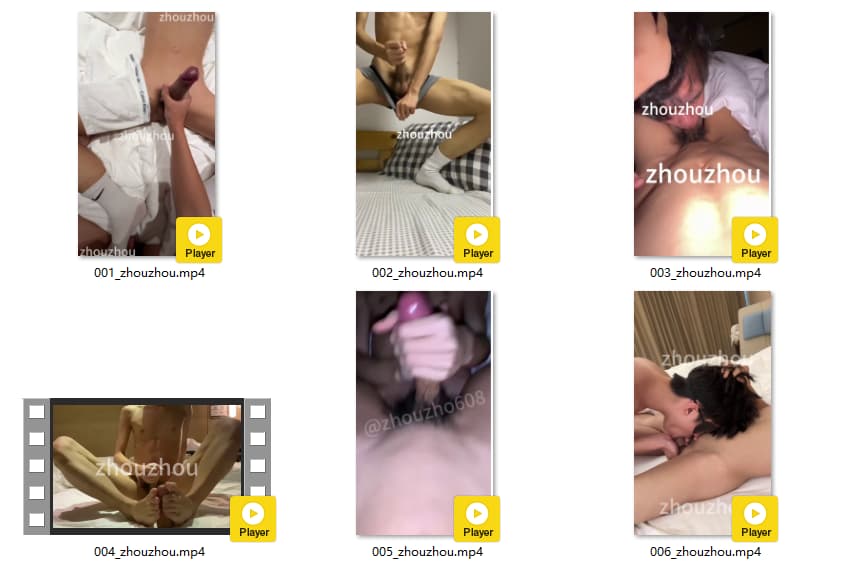 zhouzhou
zhouzhou
zhouzhou
Player
001_zhouzhou.mp4
zhouzhou
Player
002_zhouzhou.mp4
zhouzhou
zhouzhou
Player
003_zhouzhou.mp4
zhouzhou
Player
004_zhouzhou.mp4
@zhouzho608
Player
005_zhouzhou.mp4
zhouzhou
zhouzhou
Player
006_zhouzhou.mp4